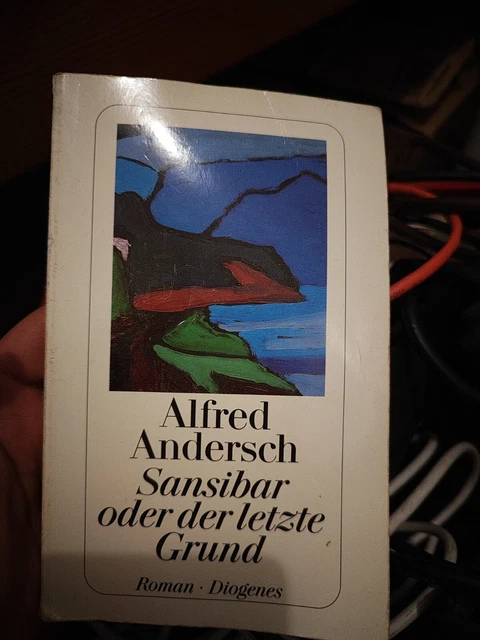 Alfred
Andersch
Sansibar
oder der letzte
Grund
Roman · Diogenes